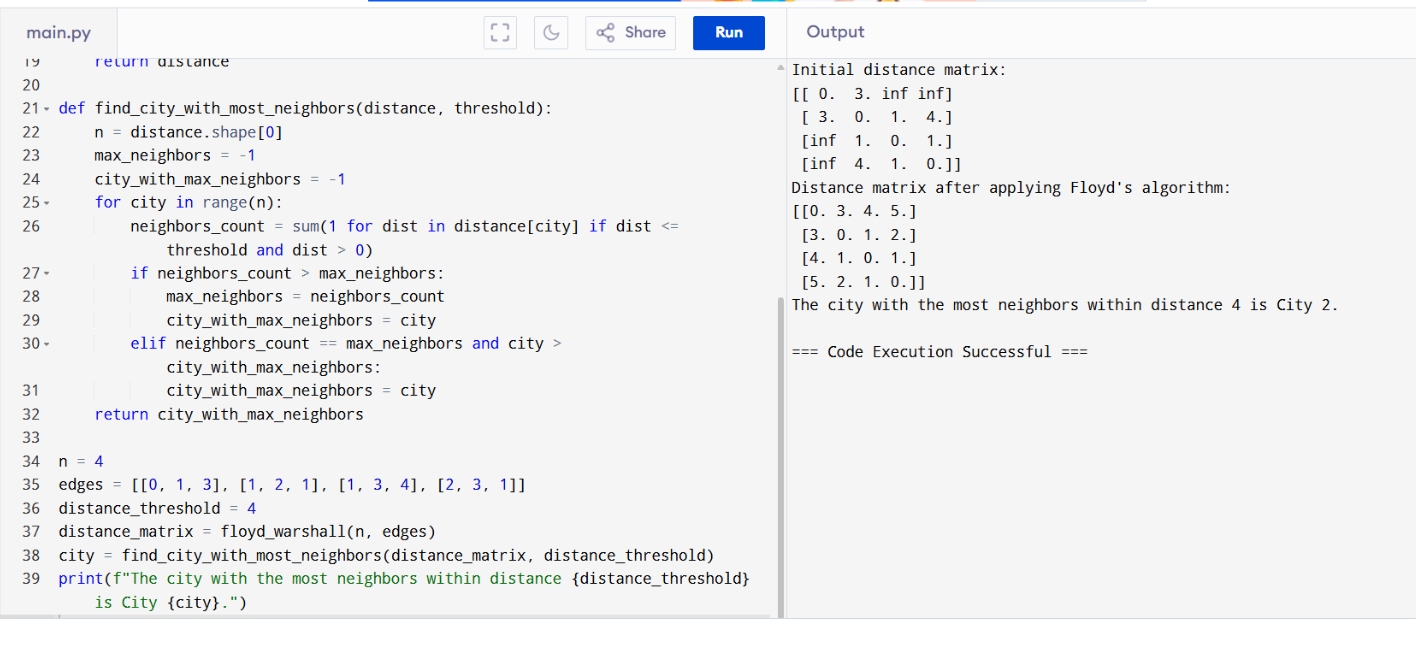 main.py
Share
Run
Output
19 return distance
20
21 def find_city_with_most_neighbors(distance, threshold):
22 n = distance.shape[0]
23 max_neighbors = -1
24 city_with_max_neighbors = -1
25 for city in range(n):
26 neighbors_count = sum(1 for dist in distance[city] if dist <=
threshold and dist > 0)
27 if neighbors_count > max_neighbors:
28 max_neighbors = neighbors_count
29 city_with_max_neighbors = city
30 elif neighbors_count == max_neighbors and city >
city_with_max_neighbors:
31 city_with_max_neighbors = city
32 return city_with_max_neighbors
33
34 n = 4
35 edges = [[0, 1, 3], [1, 2, 1], [1, 3, 4], [2, 3, 1]]
36 distance_threshold = 4
37 distance_matrix = floyd_warshall(n, edges)
38 city = find_city_with_most_neighbors(distance_matrix, distance_threshold)
39 print(f"The city with the most neighbors within distance {distance_threshold}
is City {city}.")
Initial distance matrix:
[[ 0. 3. inf inf]
[ 3. 0. 1. 4.]
[inf 1. 0. 1.]
[inf 4. 1. 0.]]
Distance matrix after applying Floyd's algorithm:
[[0. 3. 4. 5.]
[3. 0. 1. 2.]
[4. 1. 0. 1.]
[5. 2. 1. 0.]]
The city with the most neighbors within distance 4 is City 2.
=== Code Execution Successful ===